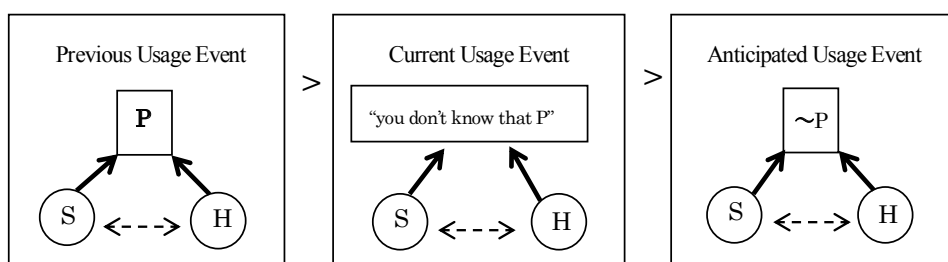 Previous Usage Event
P
S
H
>
Current Usage Event
“you don’t know that P”
S
H
>
Anticipated Usage Event
～P
S
H